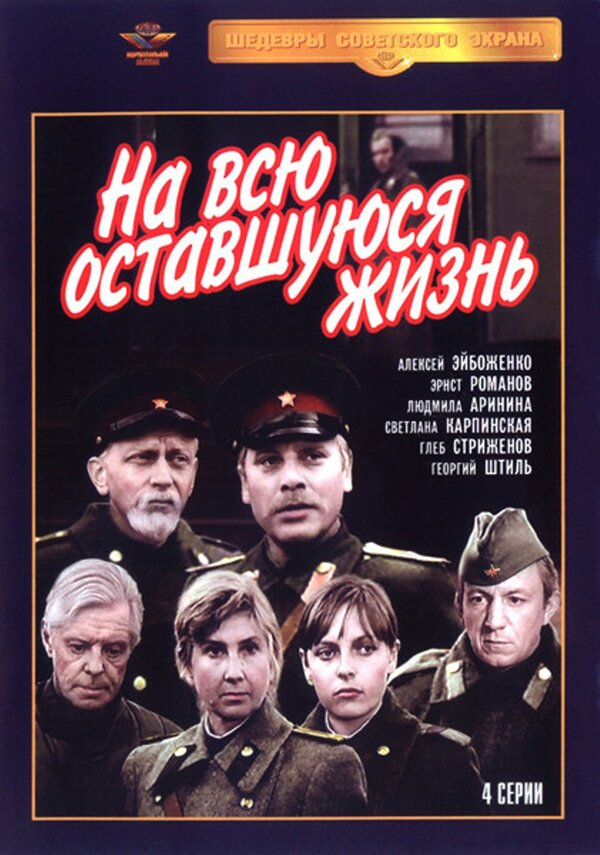 ШЕДЕВРЫ СОВЕТСКОГО ЭКРАНА
На всю
оставшуюся
жизнь
АЛЕКСЕЙ ЭЙБОЖЕНКО
ЭРНСТ РОМАНОВ
ЛЮДМИЛА АРИНИНА
СВЕТЛАНА КАРПИНСКАЯ
ГЛЕБ СТРИЖЕНОВ
ГЕОРГИЙ ШТИЛЬ
4 СЕРИИ